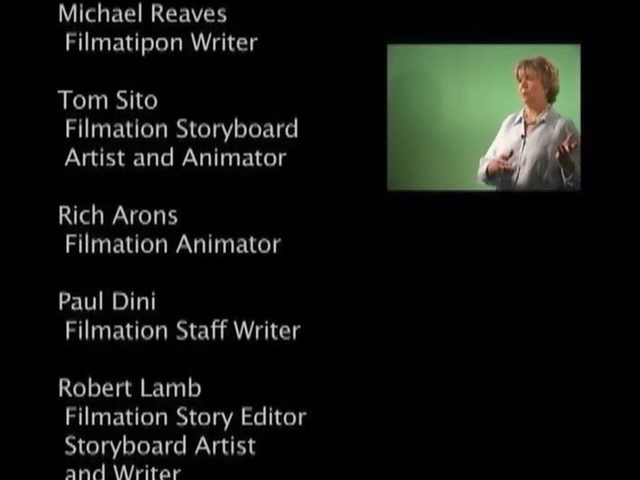 Michael Reaves
Filmatipon Writer
Tom Sito
Filmation Storyboard
Artist and Animator
Rich Arons
Filmation Animator
Paul Dini
Filmation Staff Writer
Robert Lamb
Filmation Story Editor
Storyboard Artist
and Writer